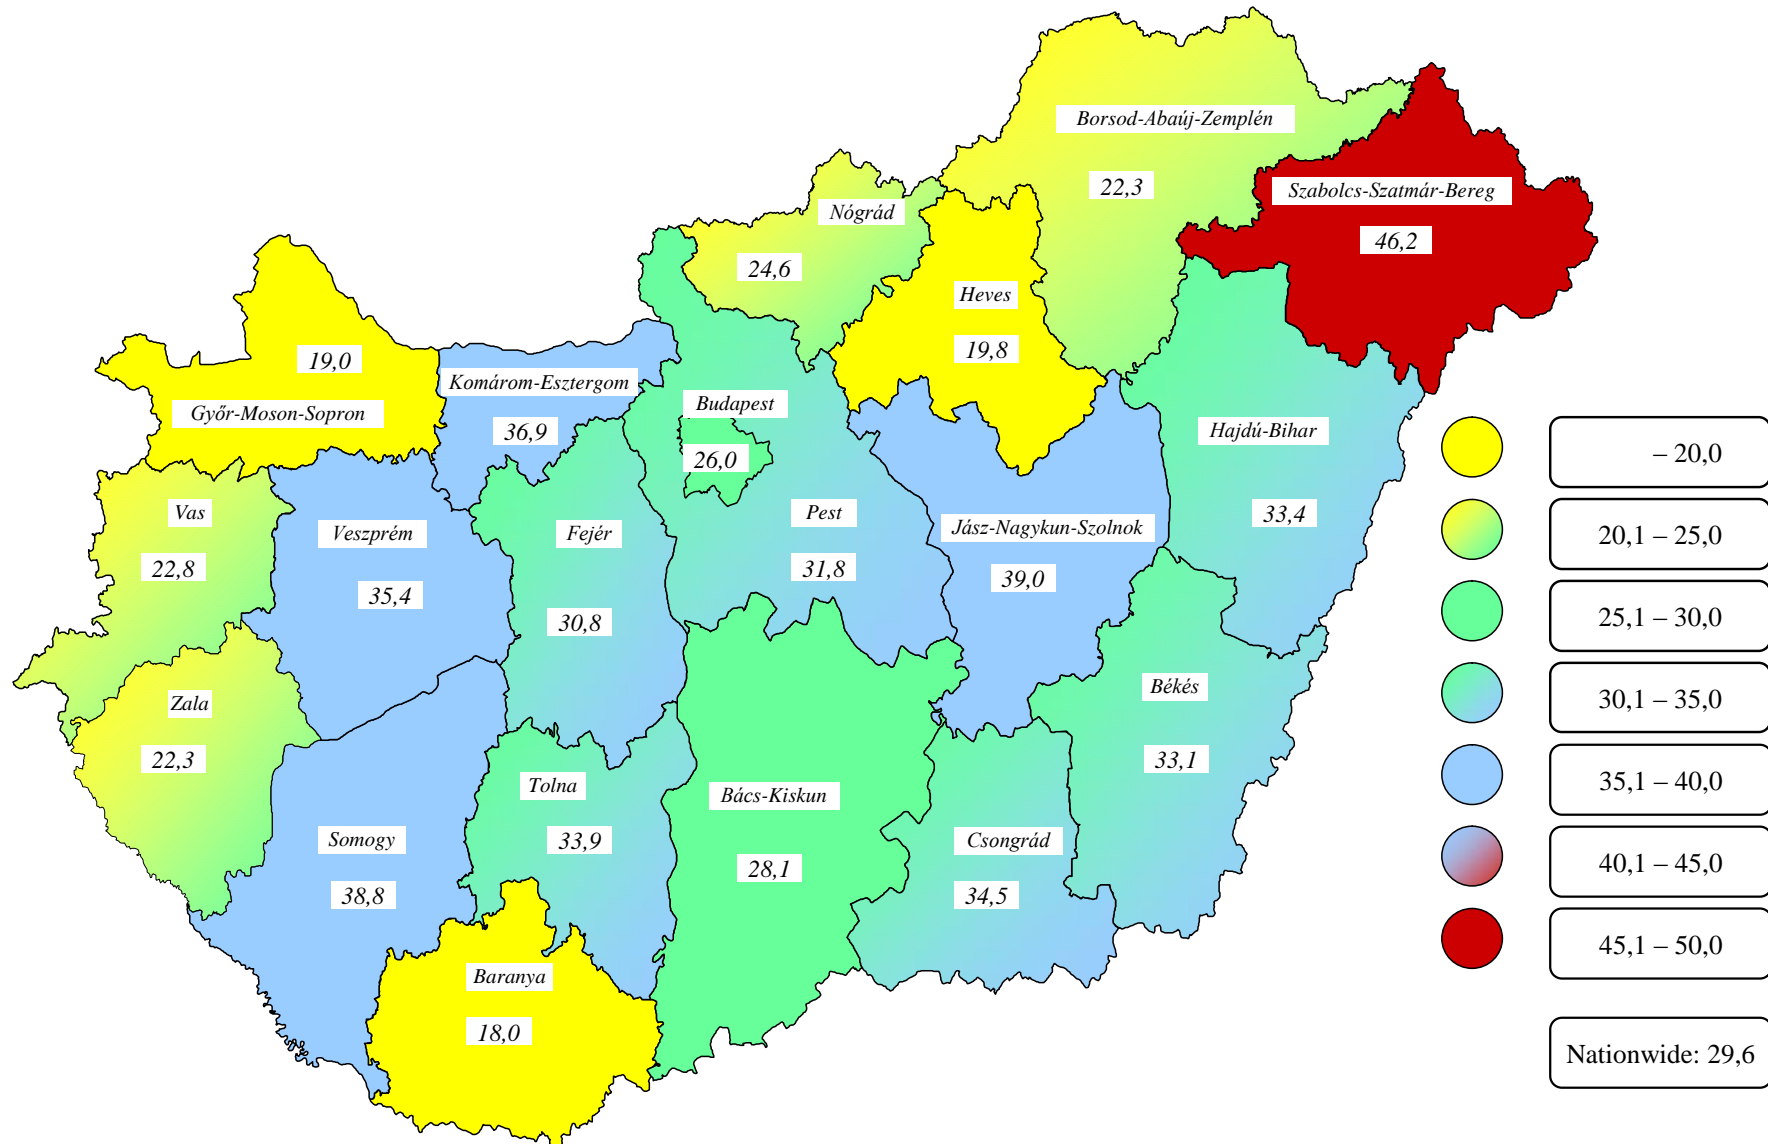 Borsod-Abaúj-Zemplén
22,3
Szabolcs-Szatmár-Bereg
46,2
Nógrád
24,6
Heves
19,8
19,0
Győr-Moson-Sopron
Komárom-Esztergom
36,9
Budapest
26,0
Hajdú-Bihar
33,4
Vas
22,8
Veszprém
35,4
Fejér
30,8
Pest
31,8
Jász-Nagykun-Szolnok
39,0
Zala
22,3
Békés
33,1
Tolna
33,9
Bács-Kiskun
28,1
Somogy
38,8
Csongrád
34,5
Baranya
18,0
– 20,0
20,1 – 25,0
25,1 – 30,0
30,1 – 35,0
35,1 – 40,0
40,1 – 45,0
45,1 – 50,0
Nationwide: 29,6